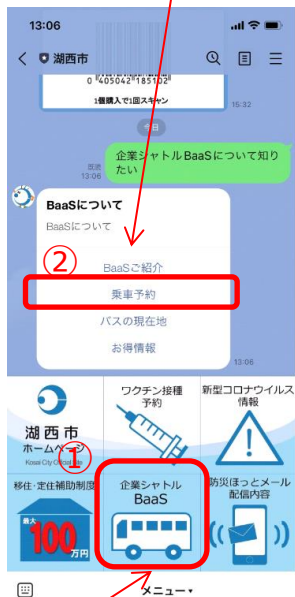 13:06
湖西市
0 405042 185102
1個購入で1回スキャン
15:32
今日
企業シャトルBaaSについて知り
たい
既読
13:06
BaaSについて
BaaSについて
②
BaaSご紹介
乗車予約
バスの現在地
お得情報
13:06
湖西市
ホームページ
Kosai City Official Site
①
ワクチン接種
予約
新型コロナウイルス
情報
移住·定住補助制度
最大
100
万円
企業シャトル
BaaS
防災ほっとメール
配信内容
メニュー▾